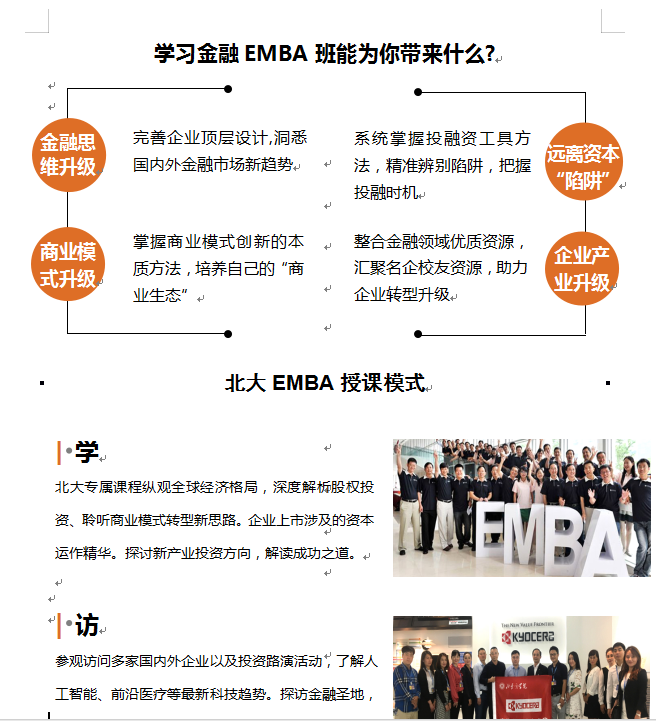 学习金融 EMBA 班能为你带来什么?
金融思
维升级
完善企业顶层设计,洞悉
国内外金融市场新趋势
商业模
式升级
掌握商业模式创新的本
质方法，培养自己的“商
业生态”
系统掌握投融资工具方
法，精准辨别陷阱，把握
投融时机
远离资本
“陷阱”
整合金融领域优质资源，
汇聚名企校友资源，助力
企业转型升级
企业产
业升级
北大 EMBA 授课模式
|•学
北大专属课程纵观全球经济格局，深度解析股权投
资、聆听商业模式转型新思路。企业上市涉及的资本
运作精华。探讨新产业投资方向，解读成功之道。
EMBA
|•访
参观访问多家国内外企业以及投资路演活动，了解人
工智能、前沿医疗等最新科技趋势。探访金融圣地，
THE NEW VALUE FRONTIER
KYOCERA
KYOCERA